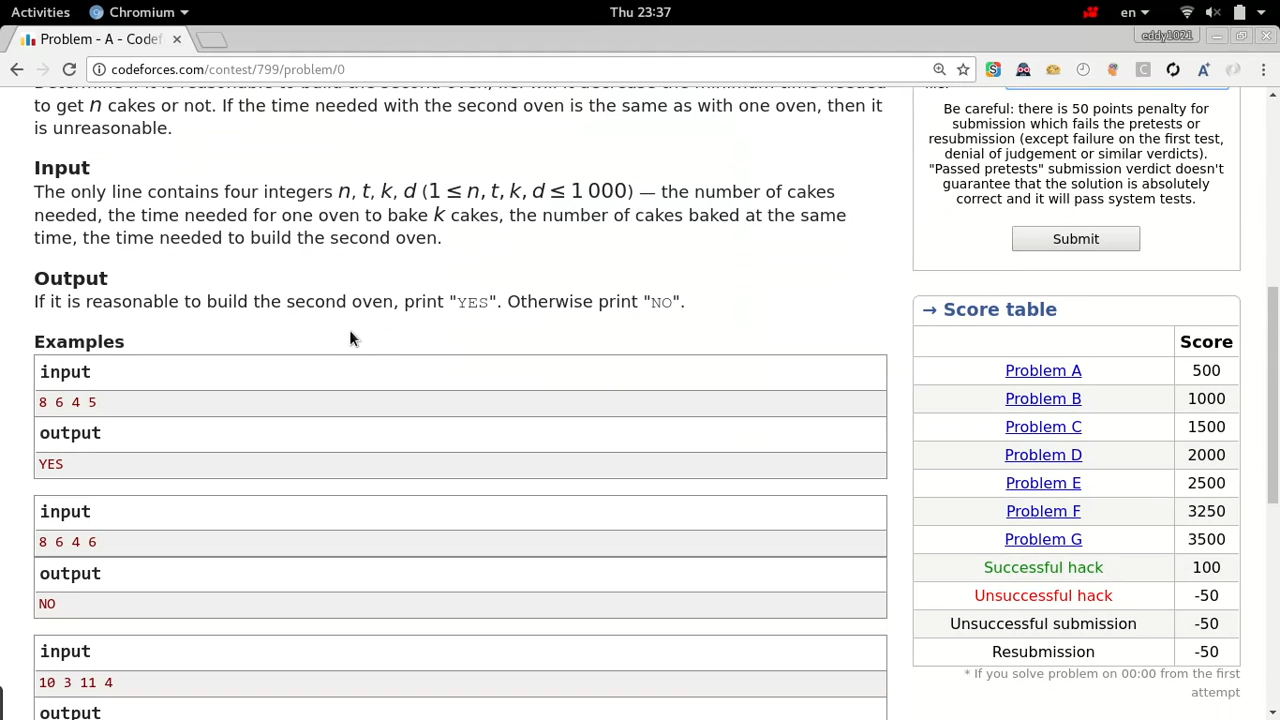 Activities Chromium Thu 23:37 en
Problem - A - Codef eddy1021
codeforces.com/contest/799/problem/0
to get n cakes or not. If the time needed with the second oven is the same as with one oven, then it
is unreasonable.
Input
The only line contains four integers n, t, k, d (1 ≤ n, t, k, d ≤ 1 000) — the number of cakes
needed, the time needed for one oven to bake k cakes, the number of cakes baked at the same
time, the time needed to build the second oven.
Output
If it is reasonable to build the second oven, print "YES". Otherwise print "NO".
Examples
input
8 6 4 5
output
YES
input
8 6 4 6
output
NO
input
10 3 11 4
output
Be careful: there is 50 points penalty for
submission which fails the pretests or
resubmission (except failure on the first test,
denial of judgement or similar verdicts).
"Passed pretests" submission verdict doesn't
guarantee that the solution is absolutely
correct and it will pass system tests.
Submit
→ Score table
Score
Problem A 500
Problem B 1000
Problem C 1500
Problem D 2000
Problem E 2500
Problem F 3250
Problem G 3500
Successful hack 100
Unsuccessful hack -50
Unsuccessful submission -50
Resubmission -50
* If you solve problem on 00:00 from the first
attempt